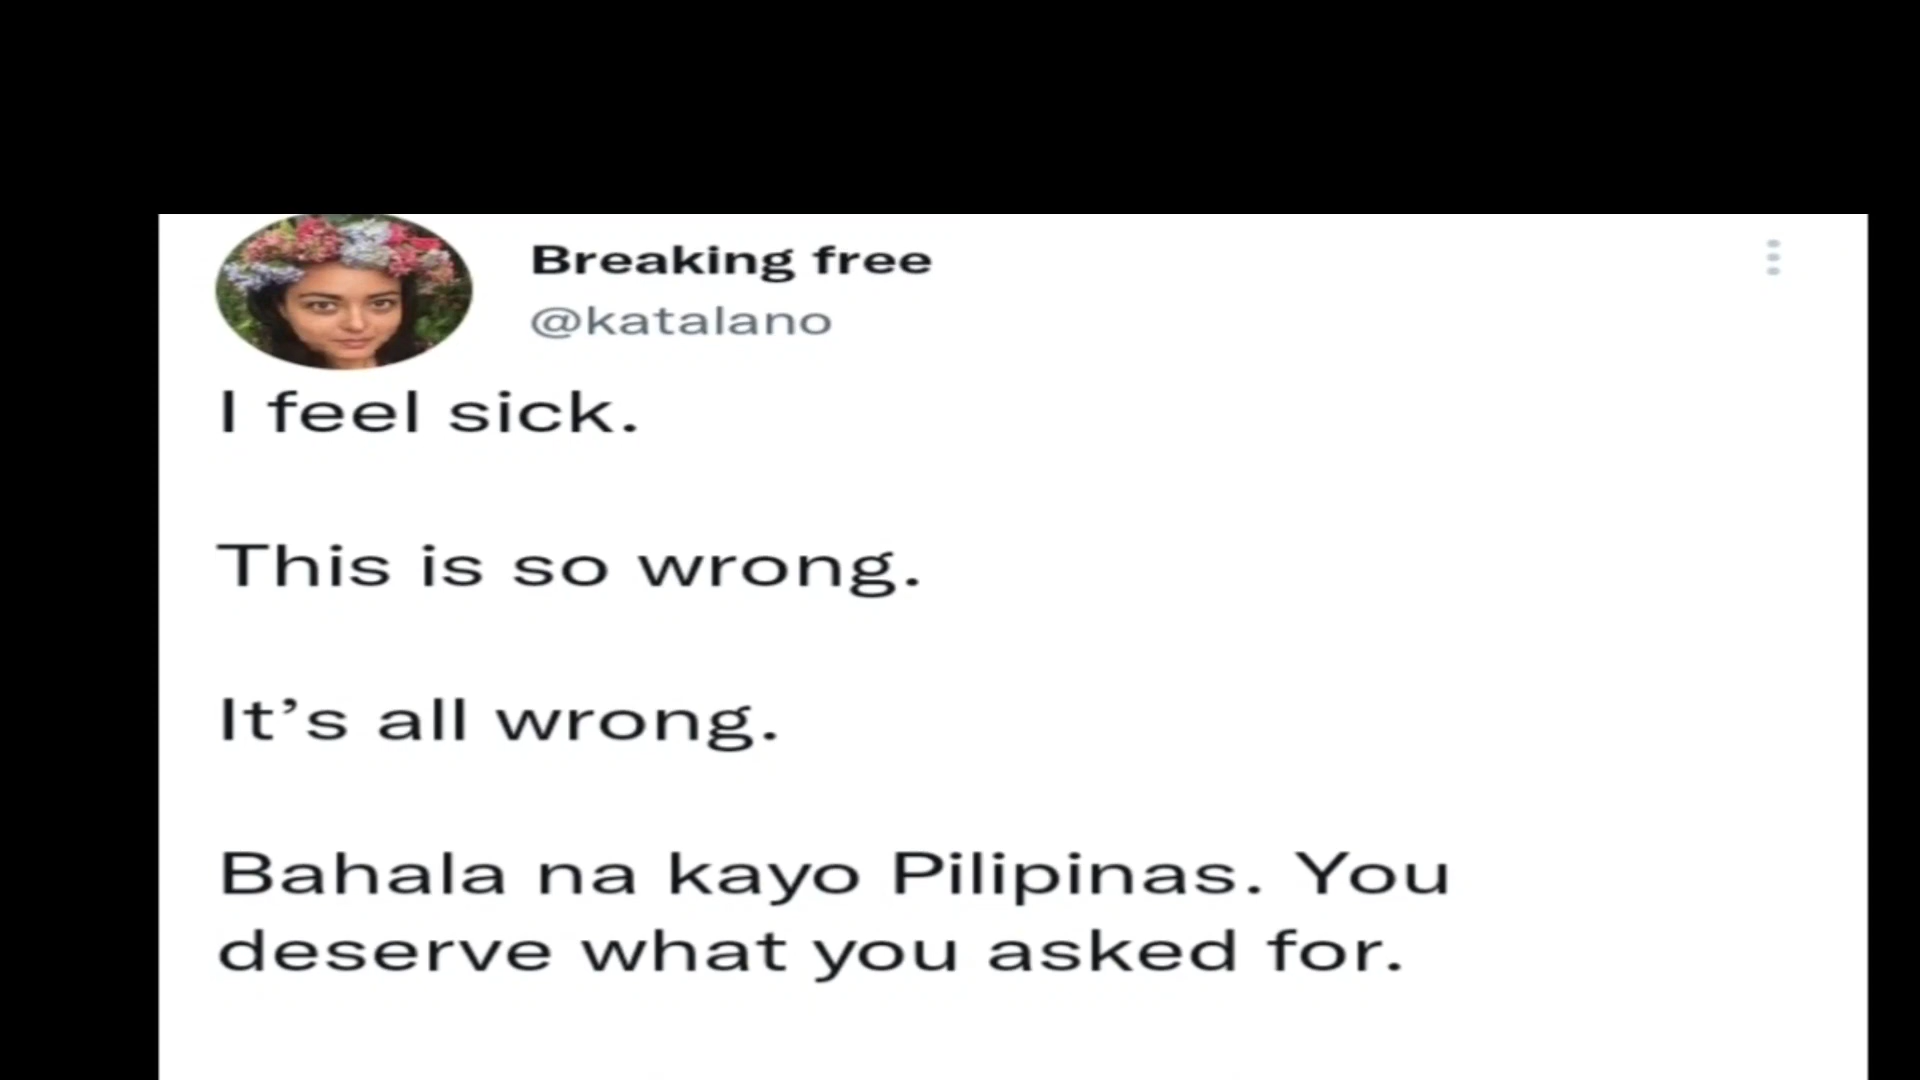 Breaking free
@katalano
I feel sick.
This is so wrong.
It’s all wrong.
Bahala na kayo Pilipinas. You
deserve what you asked for.